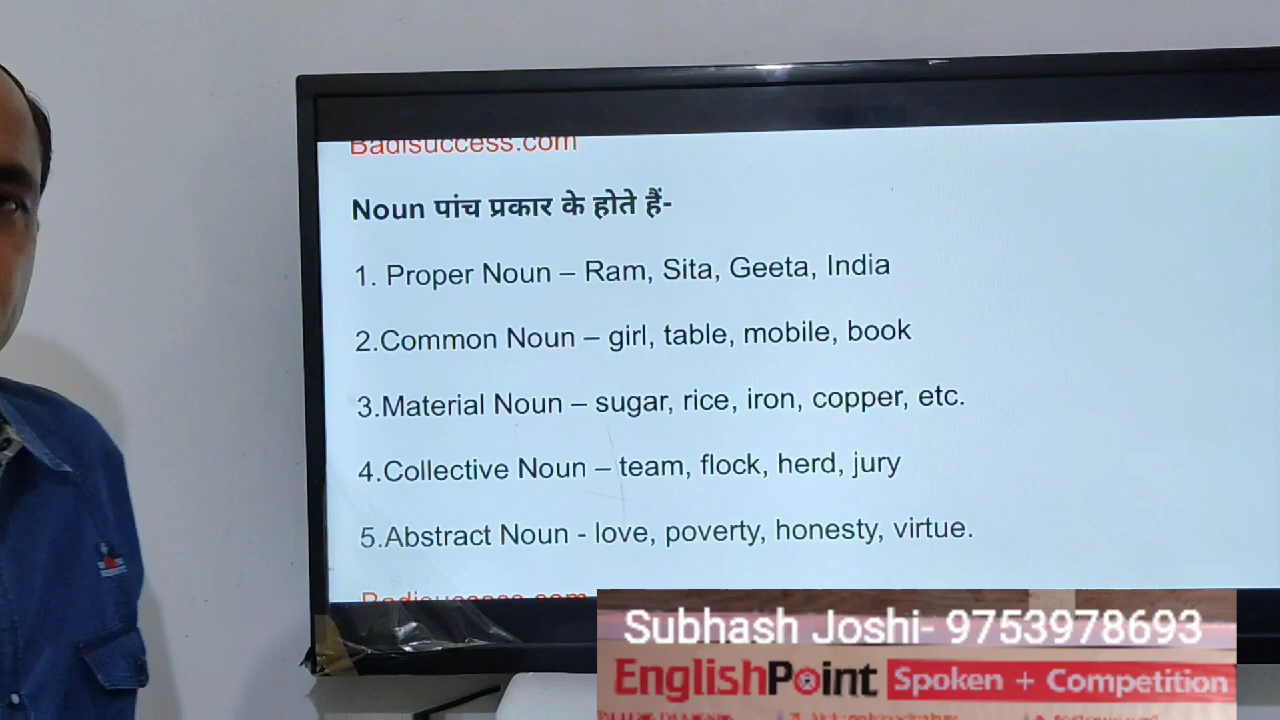 Badisuccess.com
Noun पांच प्रकार के होते हैं-
1. Proper Noun – Ram, Sita, Geeta, India
2.Common Noun – girl, table, mobile, book
3.Material Noun – sugar, rice, iron, copper, etc.
4.Collective Noun – team, flock, herd, jury
5.Abstract Noun - love, poverty, honesty, virtue.
Badisuccess.com
Subhash Joshi- 9753978693
EnglishPoint Spoken + Competition